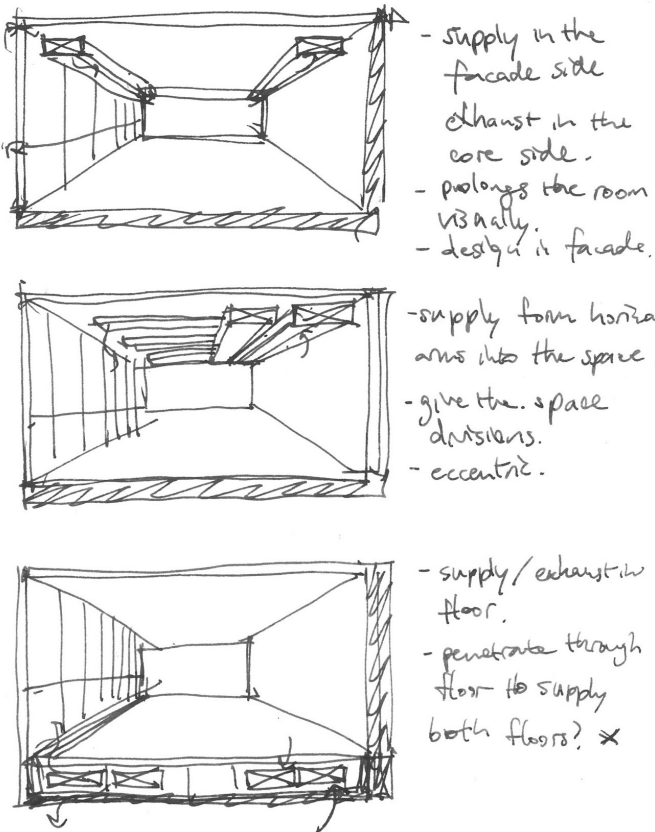 - supply in the
facade side
exhaust in the
core side.
- prolongs the room
visually.
- design in facade.
- supply form horizo
arms into the space
- give the. space
divisions.
- eccentric.
- supply/exhaust in
floor.
- penetrate through
floor to supply
both floors?